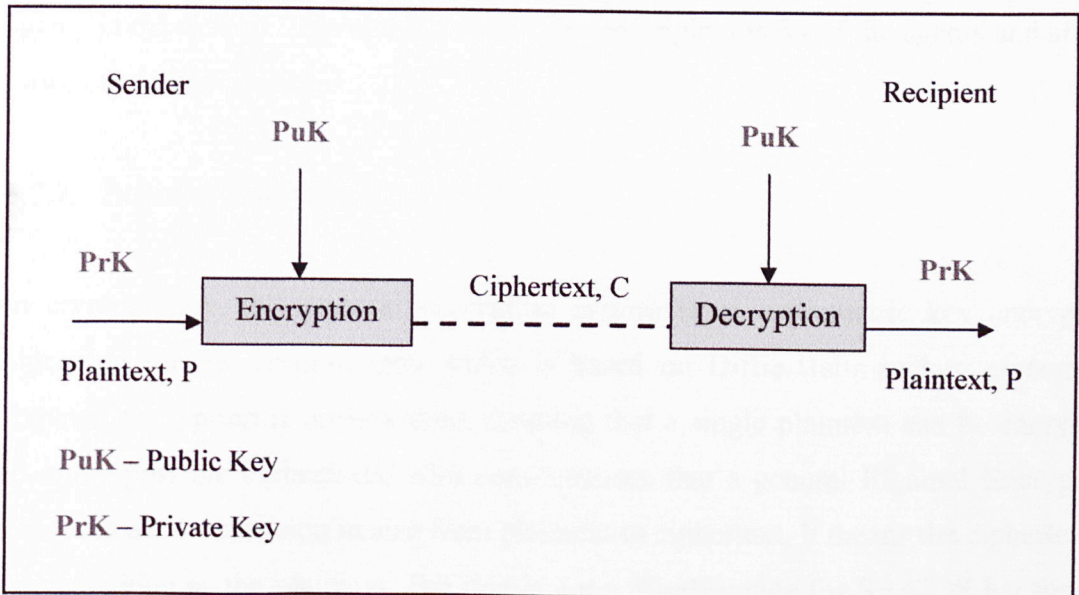 Sender
Recipient
PuK
PuK
PrK
Ciphertext, C
PrK
Encryption
Decryption
Plaintext, P
Plaintext, P
PuK – Public Key
PrK – Private Key